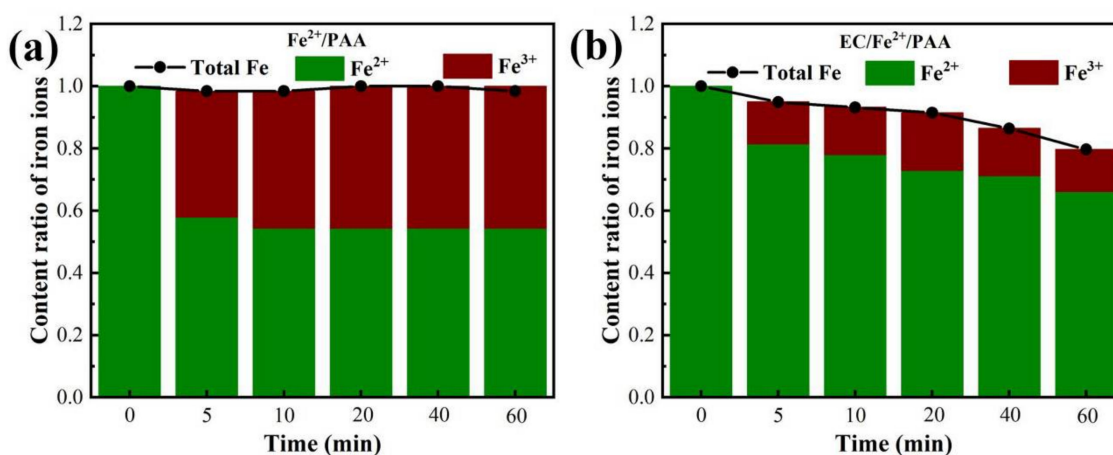 (a)
Fe²⁺/PAA
Total Fe
Fe²⁺
Fe³⁺
Content ratio of iron ions
1.2
1.0
0.8
0.6
0.4
0.2
0.0
0 5 10 20 40 60
Time (min)
(b)
EC/Fe²⁺/PAA
Total Fe
Fe²⁺
Fe³⁺
Content ratio of iron ions
1.2
1.0
0.8
0.6
0.4
0.2
0.0
0 5 10 20 40 60
Time (min)